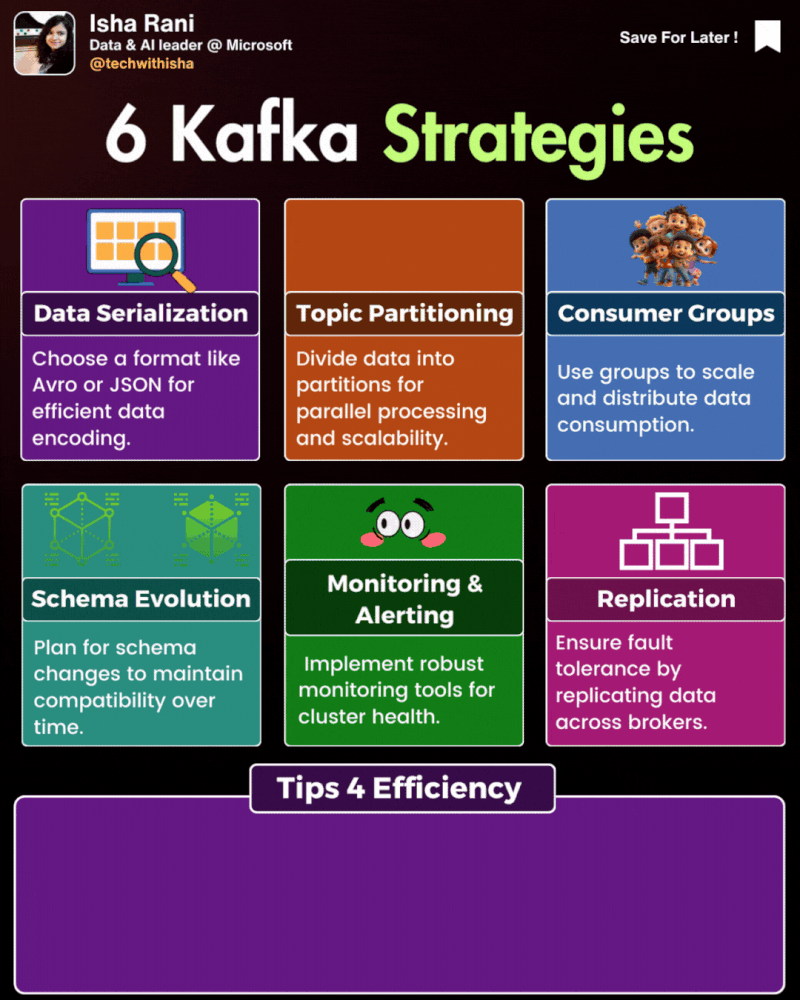 Isha Rani
Data & AI leader @ Microsoft
@techwithisha
Save For Later !
6 Kafka Strategies
Data Serialization
Choose a format like
Avro or JSON for
efficient data
encoding.
Topic Partitioning
Divide data into
partitions for
parallel processing
and scalability.
Consumer Groups
Use groups to scale
and distribute data
consumption.
Schema Evolution
Plan for schema
changes to maintain
compatibility over
time.
Monitoring &
Alerting
Implement robust
monitoring tools for
cluster health.
Replication
Ensure fault
tolerance by
replicating data
across brokers.
Tips 4 Efficiency